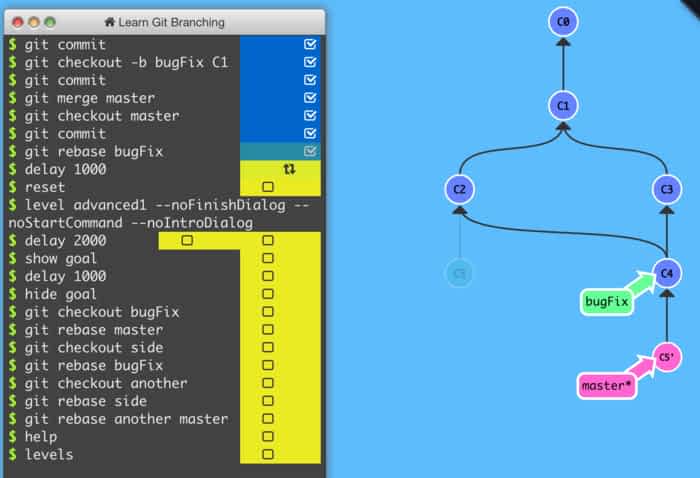 Learn Git Branching
$ git commit
$ git checkout -b bugFix C1
$ git commit
$ git merge master
$ git checkout master
$ git commit
$ git rebase bugFix
$ delay 1000
$ reset
$ level advanced1 --noFinishDialog --
noStartCommand --noIntroDialog
$ delay 2000
$ show goal
$ delay 1000
$ hide goal
$ git checkout bugFix
$ git rebase master
$ git checkout side
$ git rebase bugFix
$ git checkout another
$ git rebase side
$ git rebase another master
$ help
$ levels
C0
C1
C2
C3
C5
C4
bugFix
C5'
master*